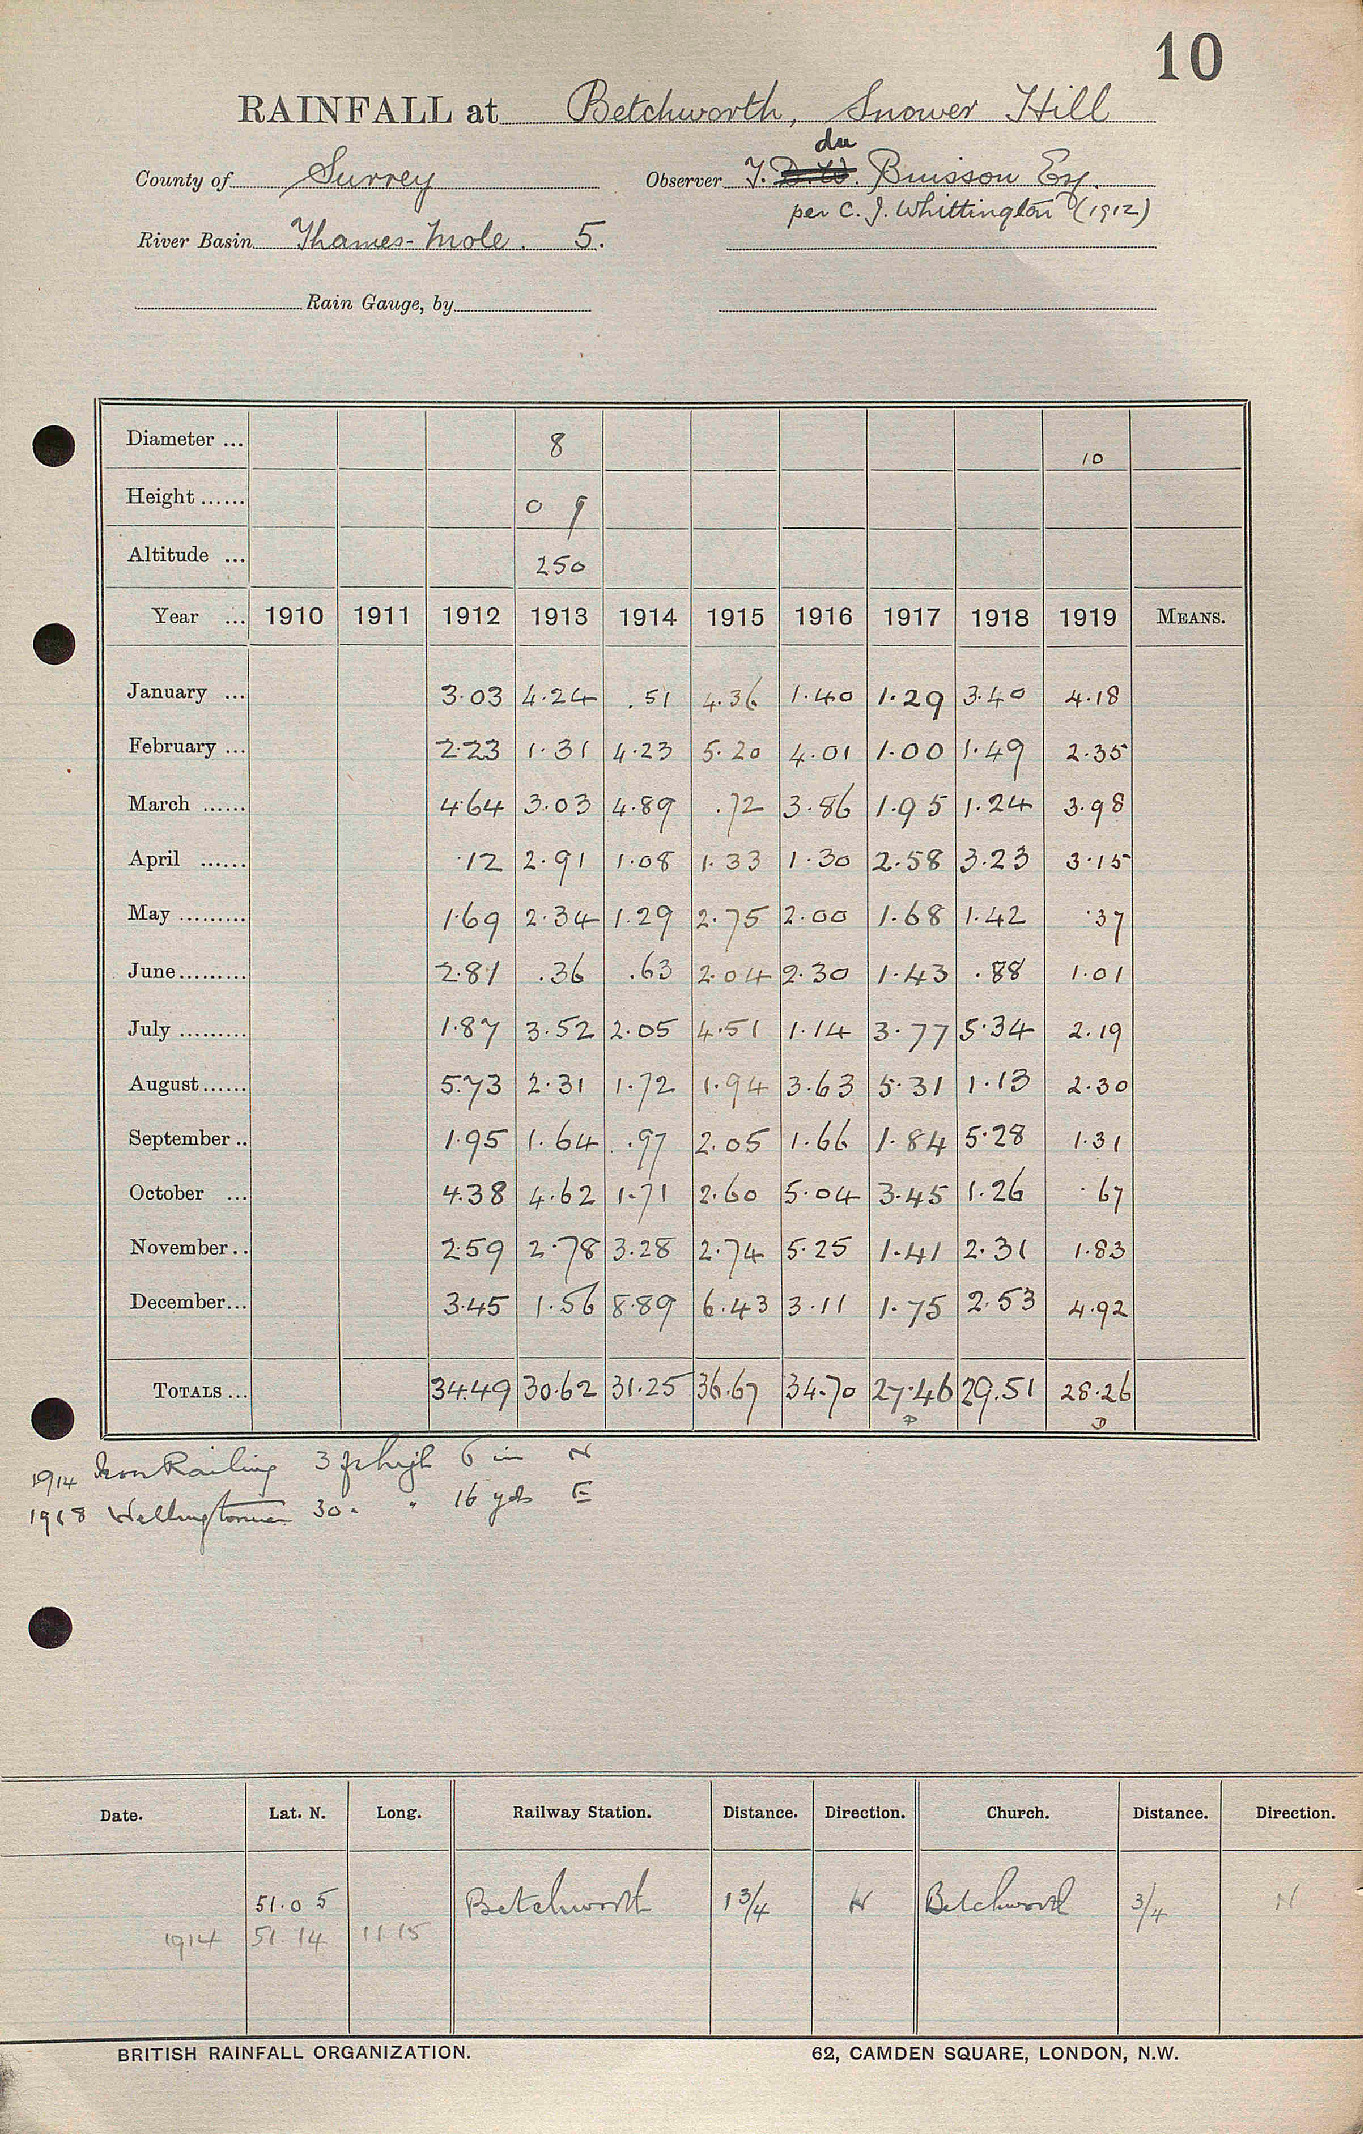 10
RAINFALL at Betchworth, Snower Hill
du
County of Surrey Observer T. Buisson Esq.
per C. J. Whittington (1912)
River Basin Thames-Mole. 5.
Rain Gauge, by
Diameter ... 8 10
Height ...... 0 9
Altitude ... 250
Year ... 1910 1911 1912 1913 1914 1915 1916 1917 1918 1919 MEANS.
January ... 3.03 4.24 .51 4.36 1.40 1.29 3.40 4.18
February ... 2.23 1.31 4.23 5.20 4.01 1.00 1.49 2.35
March ...... 4.64 3.03 4.89 .72 3.86 1.95 1.24 3.98
April ...... .12 2.91 1.08 1.33 1.30 2.58 3.23 3.15
May ......... 1.69 2.34 1.29 2.75 2.00 1.68 1.42 .37
June......... 2.81 .36 .63 2.04 2.30 1.43 .88 1.01
July ......... 1.87 3.52 2.05 4.51 1.14 3.77 5.34 2.19
August...... 5.73 2.31 1.72 1.94 3.63 5.31 1.13 2.30
September .. 1.95 1.64 .97 2.05 1.66 1.84 5.28 1.31
October ... 4.38 4.62 1.71 2.60 5.04 3.45 1.26 .67
November .. 2.59 2.78 3.28 2.74 5.25 1.41 2.31 1.83
December... 3.45 1.56 8.89 6.43 3.11 1.75 2.53 4.92
TOTALS ... 34.49 30.62 31.25 36.67 34.70 27.46 29.51 28.26
D D
1914 Iron Railing 3 ft high 6 in N
1918 Wellingtonia 30 " " 16 yds E
Date. Lat. N. Long. Railway Station. Distance. Direction. Church. Distance. Direction.
51.05 Betchworth 1 3/4 N Betchworth 3/4 N
1914 51 14 11 15
BRITISH RAINFALL ORGANIZATION. 62, CAMDEN SQUARE, LONDON, N.W.